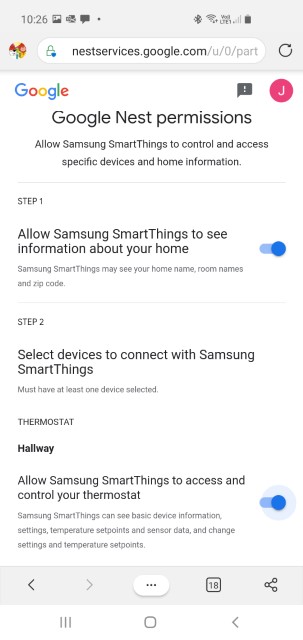 10:26
nestservices.google.com/u/0/part
Google
J
Google Nest permissions
Allow Samsung SmartThings to control and access
specific devices and home information.
STEP 1
Allow Samsung SmartThings to see
information about your home
Samsung SmartThings may see your home name, room names
and zip code.
STEP 2
Select devices to connect with Samsung
SmartThings
Must have at least one device selected.
THERMOSTAT
Hallway
Allow Samsung SmartThings to access and
control your thermostat
Samsung SmartThings can see basic device information,
settings, temperature setpoints and sensor data, and change
settings and temperature setpoints.
18